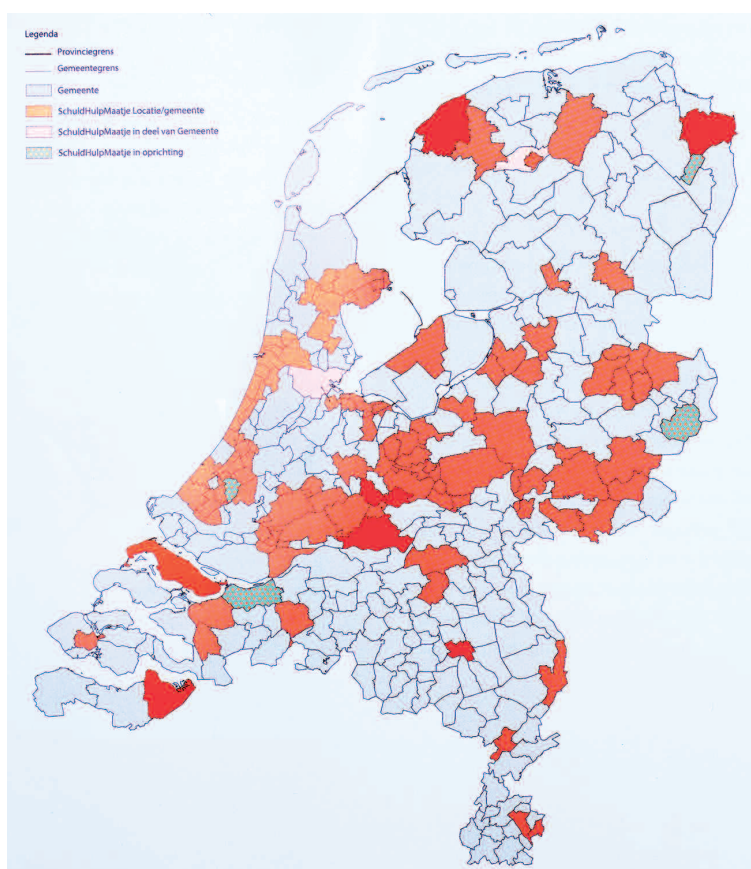 Legenda
Provinciegrens
Gemeentegrens
Gemeente
SchuldHulpMaatje Locatie/gemeente
SchuldHulpMaatje in deel van Gemeente
SchuldHulpMaatje in oprichting